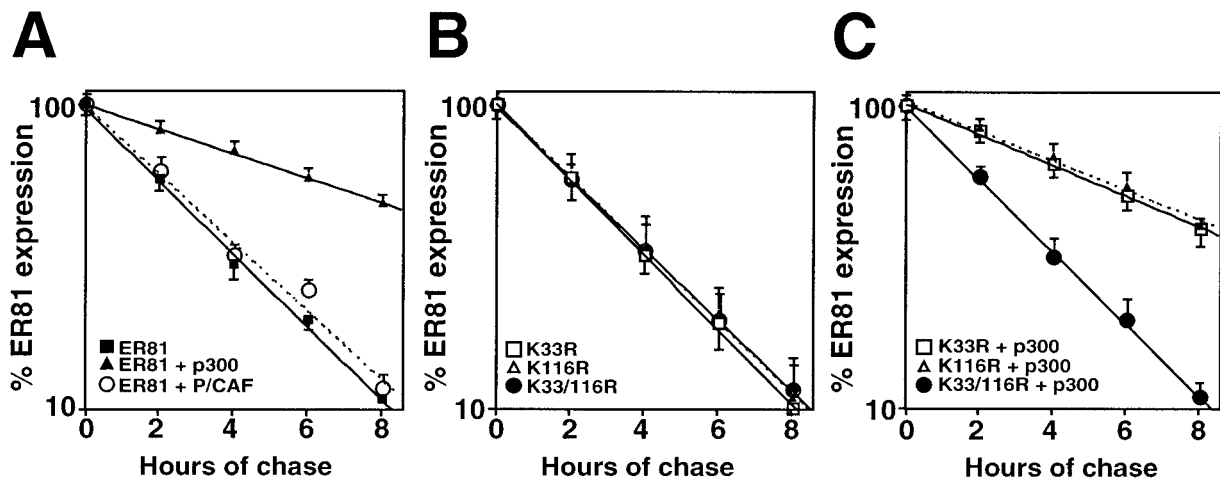 A
100
10
% ER81 expression
ER81
ER81 + p300
ER81 + P/CAF
0 2 4 6 8
Hours of chase
B
100
10
% ER81 expression
K33R
K116R
K33/116R
0 2 4 6 8
Hours of chase
C
100
10
% ER81 expression
K33R + p300
K116R + p300
K33/116R + p300
0 2 4 6 8
Hours of chase